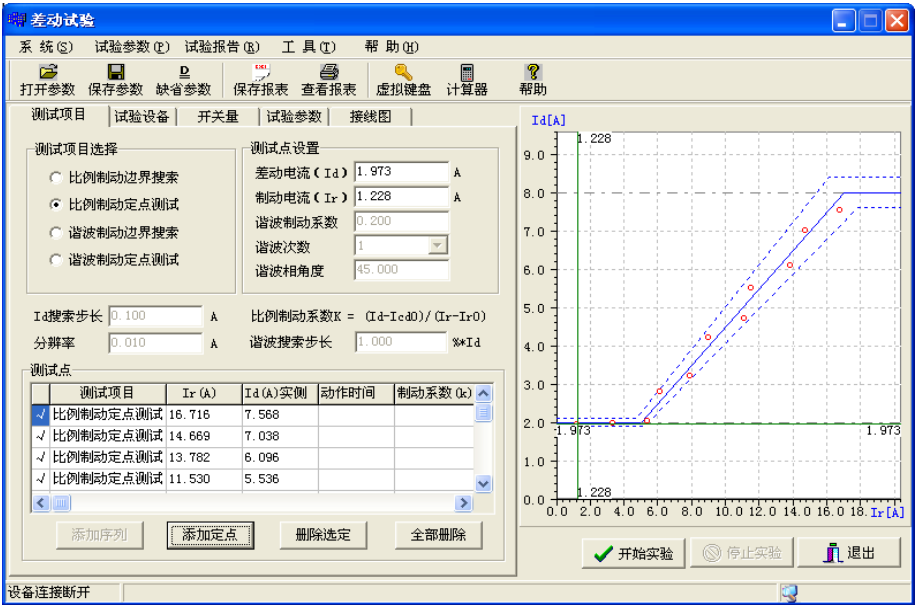 差动试验
系 统(S) 试验参数(P) 试验报告(R) 工 具(T) 帮 助(H)
打开参数 保存参数 缺省参数 保存报表 查看报表 虚拟键盘 计算器 帮助
测试项目 试验设备 开关量 试验参数 接线图
测试项目选择
比例制动边界搜索
比例制动定点测试
谐波制动边界搜索
谐波制动定点测试
测试点设置
差动电流(Id) 1.973 A
制动电流(Ir) 1.228 A
谐波制动系数 0.200
谐波次数 1
谐波相角度 45.000
Id搜索步长 0.100 A 比例制动系数K = (Id-Icd0)/(Ir-Ir0)
分辨率 0.010 A 谐波搜索步长 1.000 %*Id
测试点
测试项目 Ir(A) Id(A)实侧 动作时间 制动系数(k)
√ 比例制动定点测试 16.716 7.568
√ 比例制动定点测试 14.669 7.038
√ 比例制动定点测试 13.782 6.096
√ 比例制动定点测试 11.530 5.536
添加序列 添加定点 删除选定 全部删除
Id[A]
1.228
9.0
8.0
7.0
6.0
5.0
4.0
3.0
2.0
1.973 1.973
1.0
1.228
0.0
0.0 2.0 4.0 6.0 8.0 10.0 12.0 14.0 16.0 18. Ir[A]
开始实验 停止实验 退出
设备连接断开